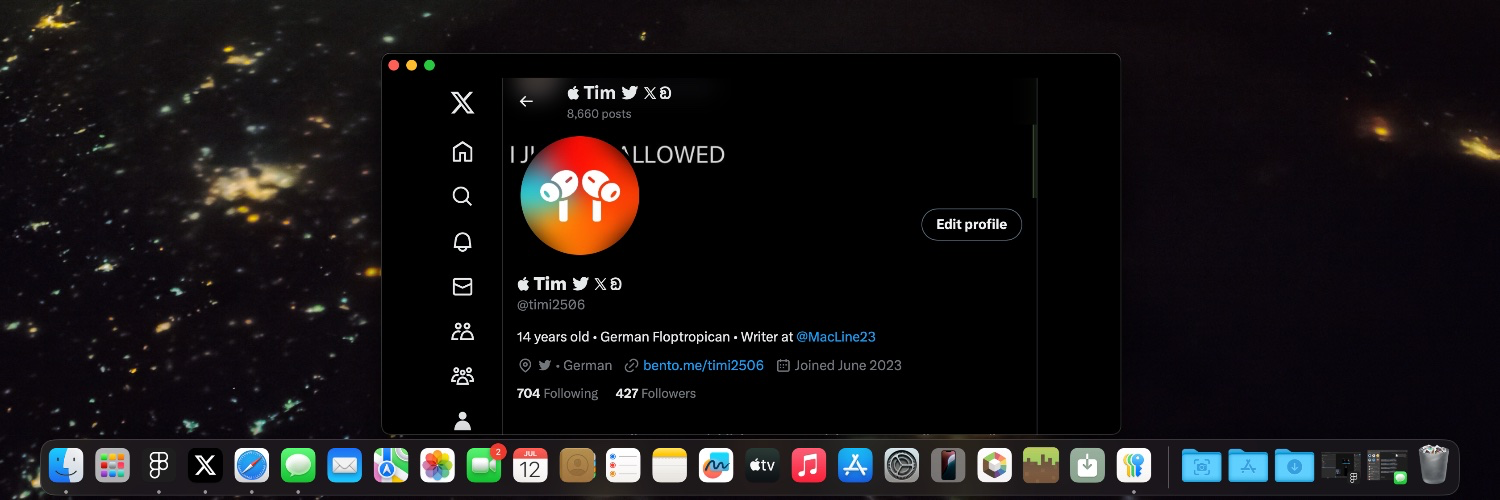 Tim
8,660 posts
ALLOWED
Edit profile
Tim
@timi2506
14 years old • German Floptropican • Writer at @MacLine23
• German bento.me/timi2506 Joined June 2023
704 Following 427 Followers
2
JUL
12
tv